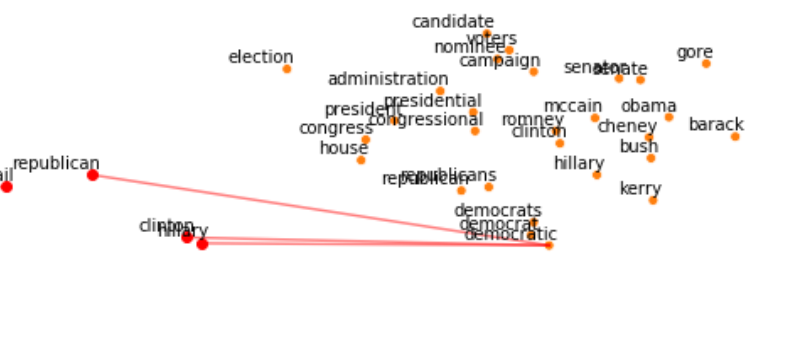 candidate
voters
nominee
campaign
election
gore
senator
senate
administration
presidential
president
congressional
congress
house
mccain
obama
romney
clinton
cheney
barack
bush
hillary
kerry
republican
republicans
republican
ail
democrats
democrat
democratic
clinton
hillary